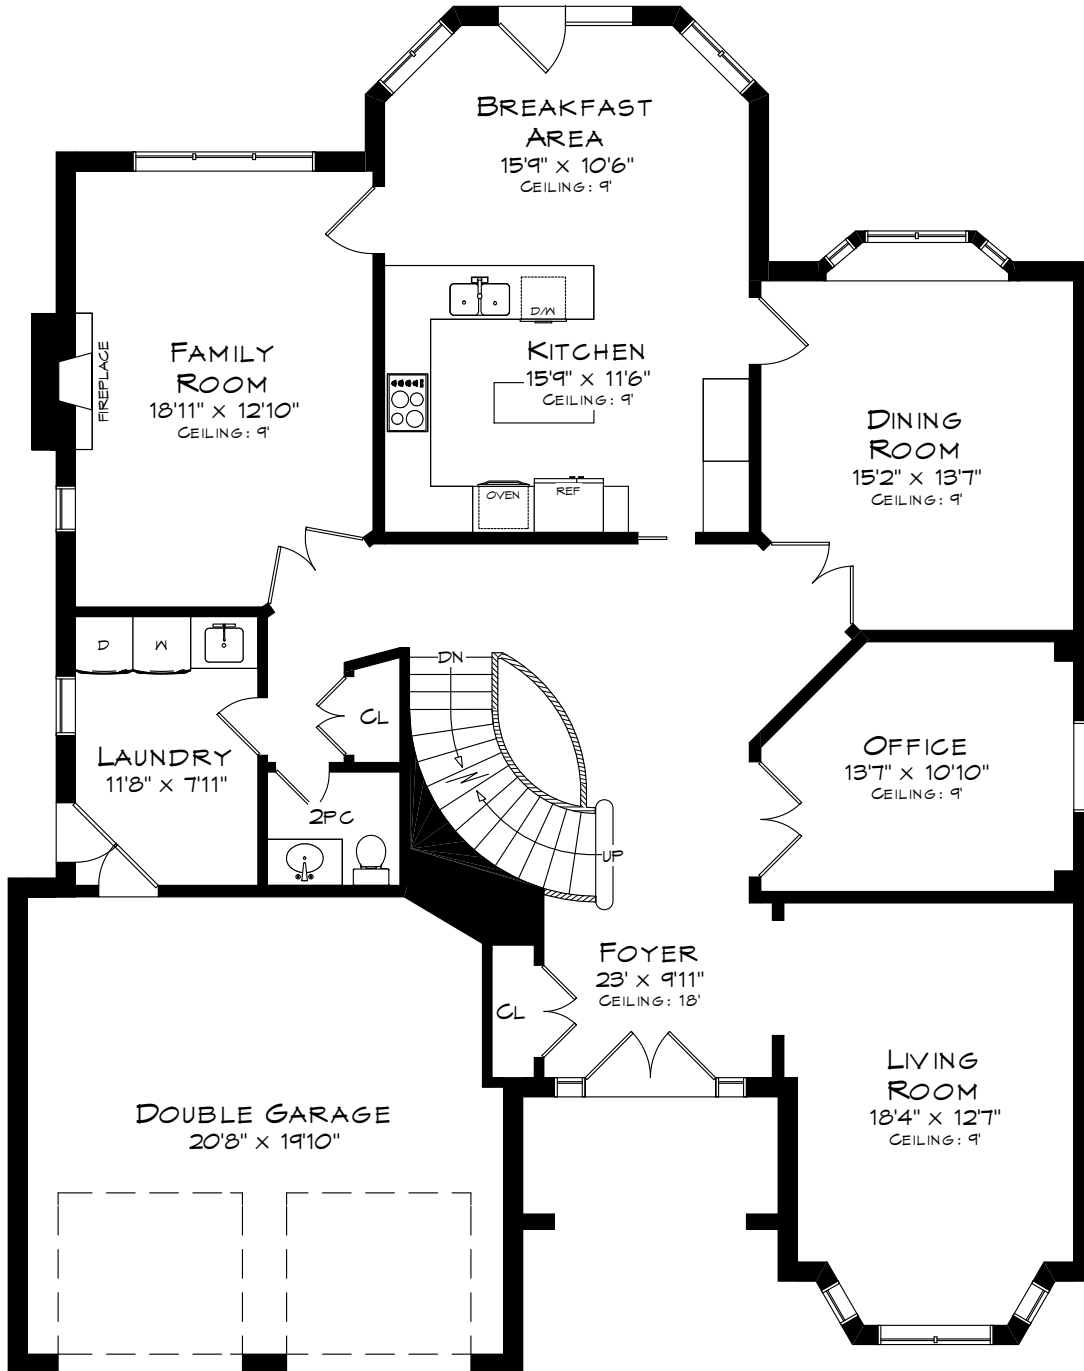 BREAKFAST
AREA
15'9" x 10'6"
CEILING: 9'
FAMILY
ROOM
18'11" x 12'10"
CEILING: 9'
FIREPLACE
D/W
KITCHEN
15'9" x 11'6"
CEILING: 9'
OVEN
REF
DINING
ROOM
15'2" x 13'7"
CEILING: 9'
D
W
LAUNDRY
11'8" x 7'11"
CL
DN
UP
2PC
OFFICE
13'7" x 10'10"
CEILING: 9'
FOYER
23' x 9'11"
CEILING: 18'
CL
LIVING
ROOM
18'4" x 12'7"
CEILING: 9'
DOUBLE GARAGE
20'8" x 19'10"